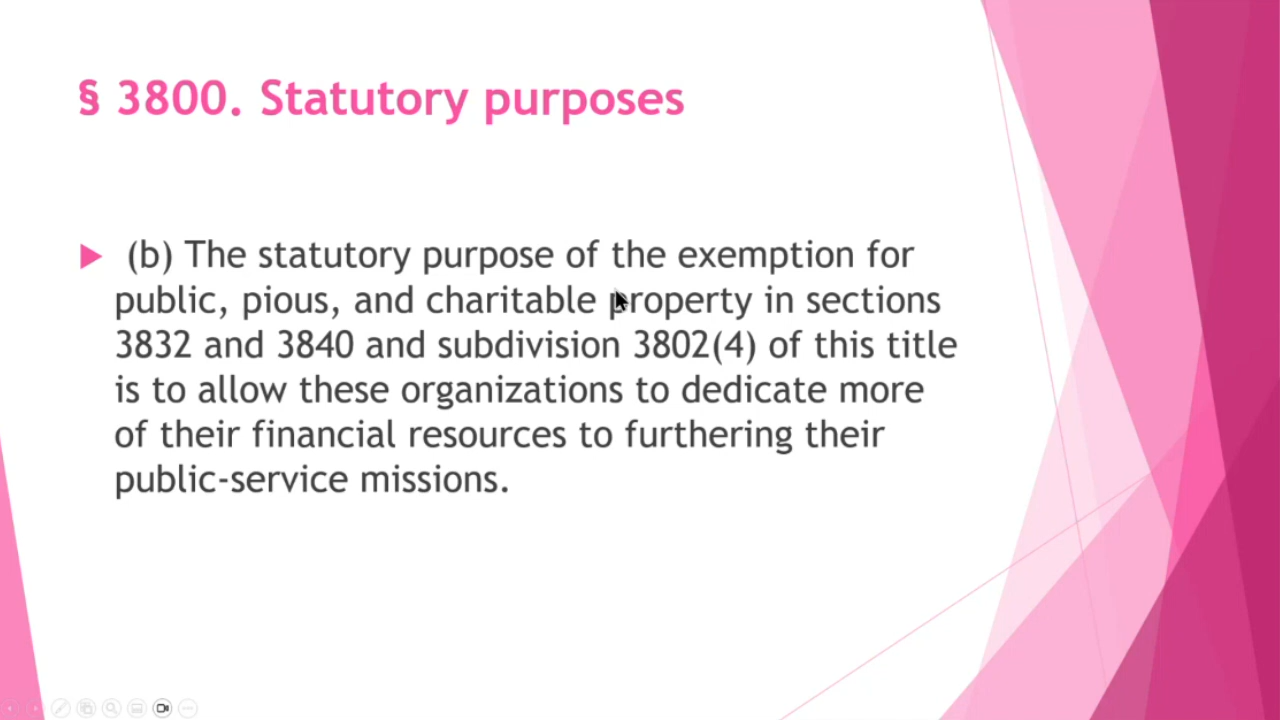 § 3800. Statutory purposes
(b) The statutory purpose of the exemption for
public, pious, and charitable property in sections
3832 and 3840 and subdivision 3802(4) of this title
is to allow these organizations to dedicate more
of their financial resources to furthering their
public-service missions.